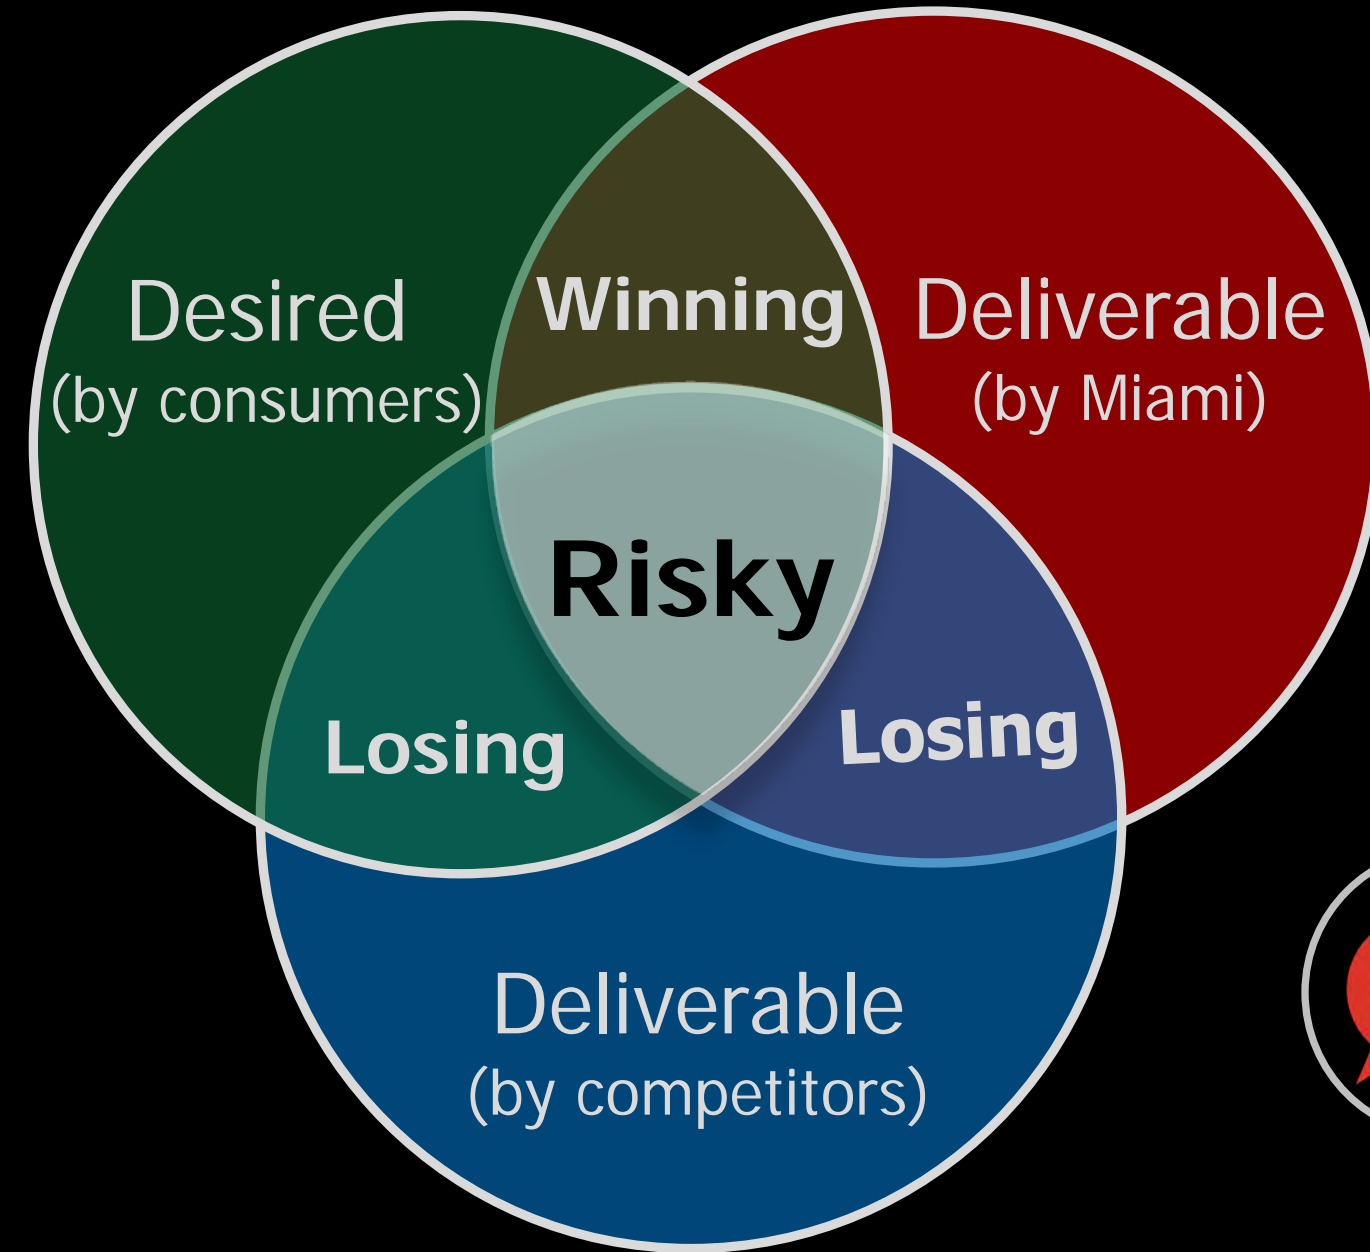 Desired
(by consumers)
Winning
Deliverable
(by Miami)
Risky
Losing
Losing
Deliverable
(by competitors)